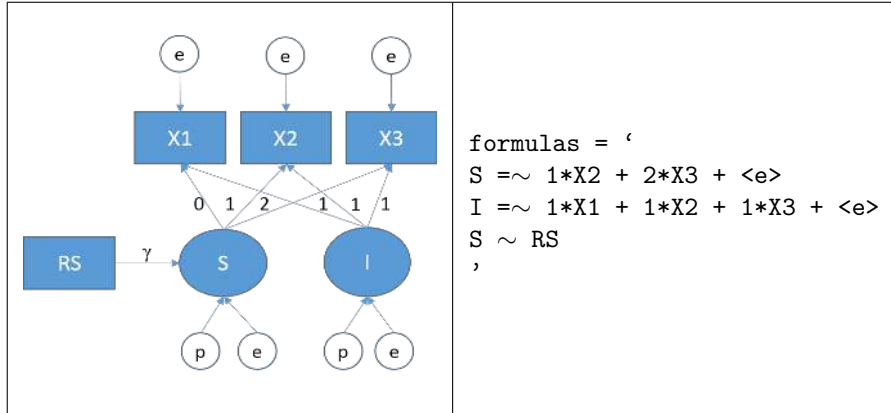 e e e
X1 X2 X3
0 1 2 1 1 1
RS γ S I
p e p e
formulas = ‘
S =∼ 1*X2 + 2*X3 + <e>
I =∼ 1*X1 + 1*X2 + 1*X3 + <e>
S ∼ RS
’